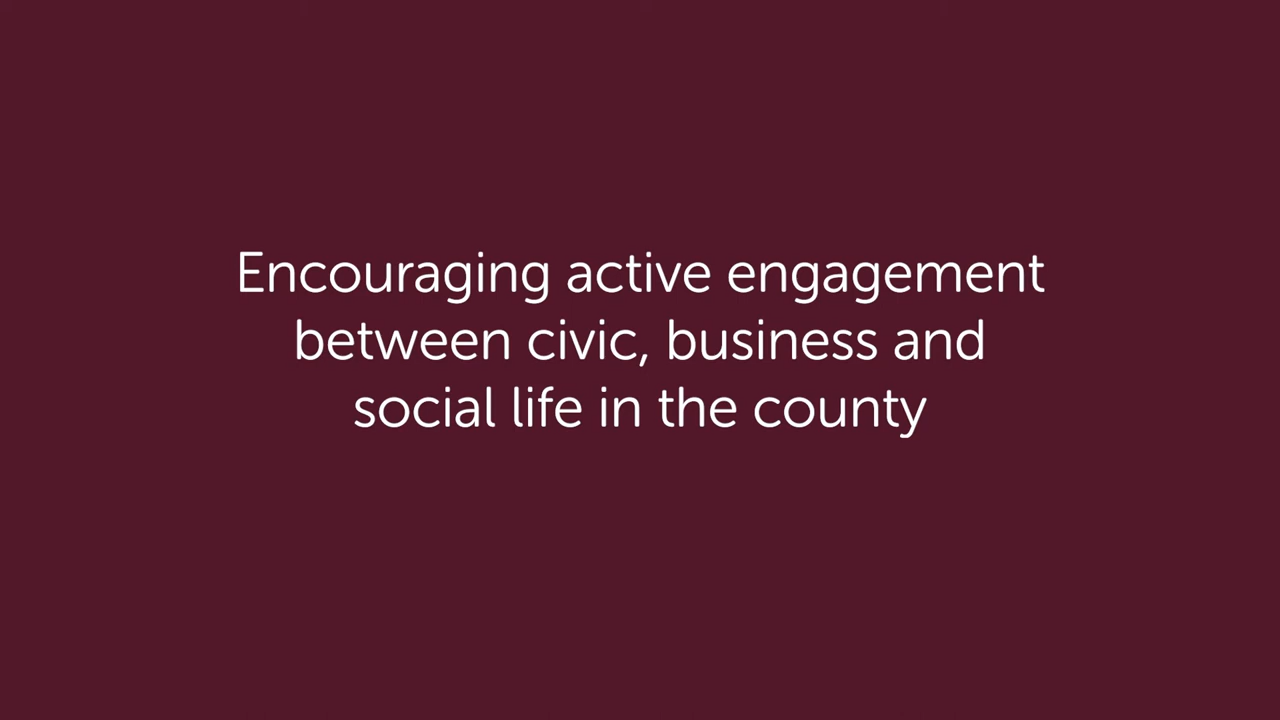 Encouraging active engagement
between civic, business and
social life in the county